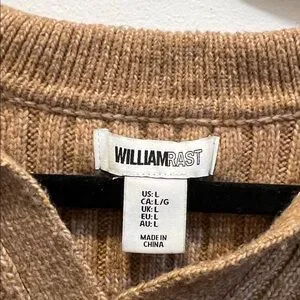 WILLIAMRAST
US: L
CA: L/G
UK: L
EU: L
AU: L
MADE IN
CHINA